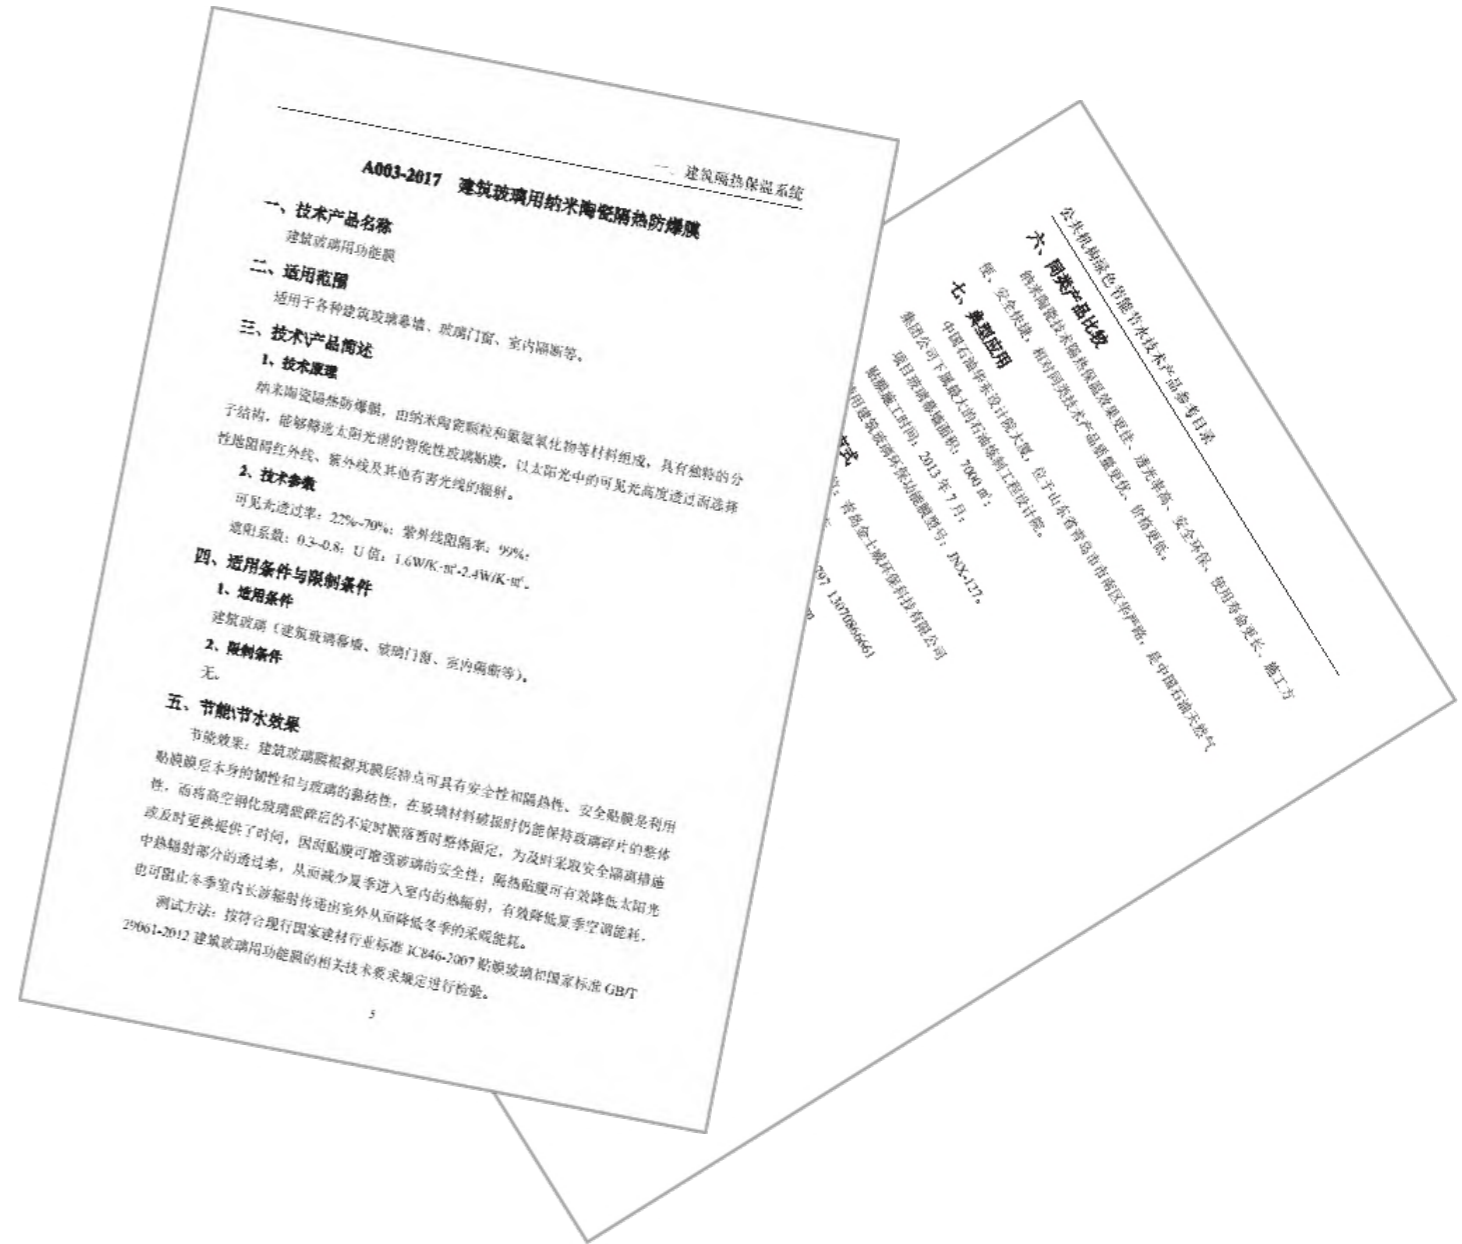 一、建筑隔热保温系统
A003-2017 建筑玻璃用纳米陶瓷隔热防爆膜
一、技术产品名称
建筑玻璃用功能膜
二、适用范围
适用于各种建筑玻璃幕墙、玻璃门窗、室内隔断等。
三、技术\产品简述
1、技术原理
纳米陶瓷隔热防爆膜，由纳米陶瓷颗粒和氮氧化物等材料组成，具有独特的分
子结构，能够筛选太阳光谱的智能性玻璃贴膜，以太阳光中的可见光高度透过而选择
性地阻碍红外线、紫外线及其他有害光线的辐射。
2、技术参数
可见光透过率：22%~70%；紫外线阻隔率：99%；
遮阳系数：0.3~0.8；U 值：1.6W/K·㎡-2.4W/K·㎡。
四、适用条件与限制条件
1、适用条件
建筑玻璃（建筑玻璃幕墙、玻璃门窗、室内隔断等）。
2、限制条件
无。
五、节能\节水效果
节能效果：建筑玻璃膜根据其膜层特点可具有安全性和隔热性、安全贴膜是利用
贴膜膜层本身的韧性和与玻璃的黏结性，在玻璃材料破损时仍能保持玻璃碎片的整体
性，而将高空钢化玻璃破碎后的不定时脱落暂时整体固定，为及时采取安全隔离措施
或及时更换提供了时间，因而贴膜可增强玻璃的安全性；隔热贴膜可有效降低太阳光
中热辐射部分的透过率，从而减少夏季进入室内的热辐射，有效降低夏季空调能耗，
也可阻止冬季室内长波辐射传递出室外从而降低冬季的采暖能耗。
测试方法：按符合现行国家建材行业标准 JC846-2007 贴膜玻璃和国家标准 GB/T
29061-2012 建筑玻璃用功能膜的相关技术要求规定进行检验。
5
公共机构绿色节能节水技术产品参考目录
六、同类产品比较
纳米陶瓷技术隔热保温效果更佳、透光率高、安全环保、使用寿命更长、施工方
便、安全快捷，相对同类技术产品质量更优、价格更低。
七、典型应用
中国石油华东设计院大厦，位于山东省青岛市市南区华严路，是中国石油天然气
集团公司下属最大的石油炼制工程设计院。
项目玻璃幕墙面积：7000 ㎡；
贴膜施工时间：2013 年 7 月；
用建筑玻璃环保功能膜型号：JNX-127。
方式
：青岛金士威环保科技有限公司
797 13070866661
m